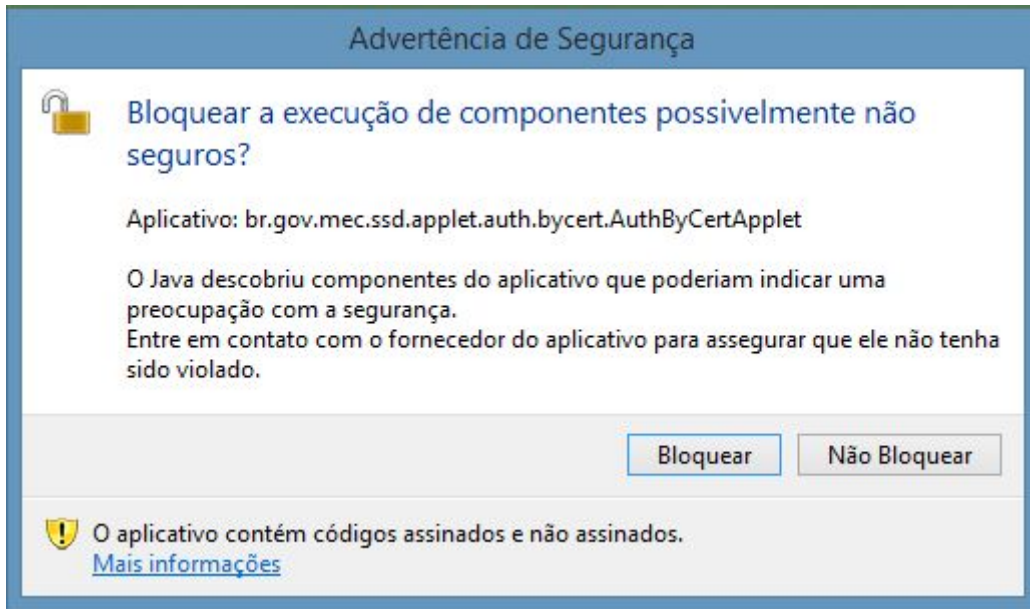 Advertência de Segurança
Bloquear a execução de componentes possivelmente não
seguros?
Aplicativo: br.gov.mec.ssd.applet.auth.bycert.AuthByCertApplet
O Java descobriu componentes do aplicativo que poderiam indicar uma
preocupação com a segurança.
Entre em contato com o fornecedor do aplicativo para assegurar que ele não tenha
sido violado.
Bloquear
Não Bloquear
O aplicativo contém códigos assinados e não assinados.
Mais informações